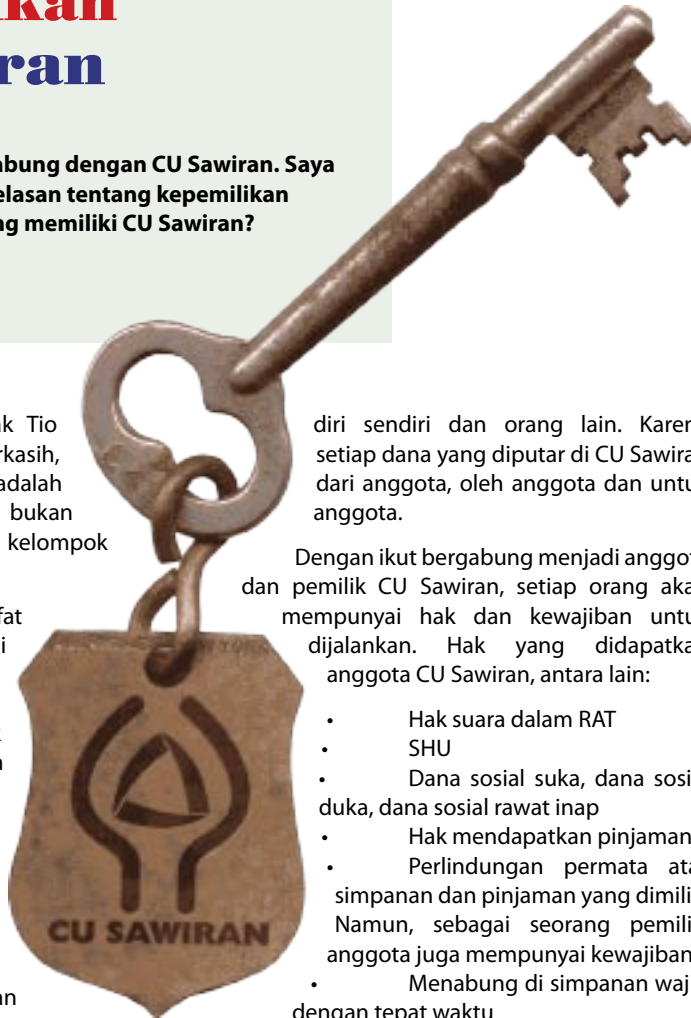 kan
ran
bung dengan CU Sawiran. Saya
elasan tentang kepemilikan
ng memiliki CU Sawiran?
k Tio
rkasih,
adalah
bukan
kelompok
fat
i
an
CU SAWIRAN
diri sendiri dan orang lain. Karen
setiap dana yang diputar di CU Sawira
dari anggota, oleh anggota dan untu
anggota.
Dengan ikut bergabung menjadi anggot
dan pemilik CU Sawiran, setiap orang aka
mempunyai hak dan kewajiban untu
dijalankan. Hak yang didapatka
anggota CU Sawiran, antara lain:
• Hak suara dalam RAT
• SHU
• Dana sosial suka, dana sosi
duka, dana sosial rawat inap
• Hak mendapatkan pinjaman
• Perlindungan permata ata
simpanan dan pinjaman yang dimili
Namun, sebagai seorang pemili
anggota juga mempunyai kewajiban
• Menabung di simpanan waj
dengan tepat waktu